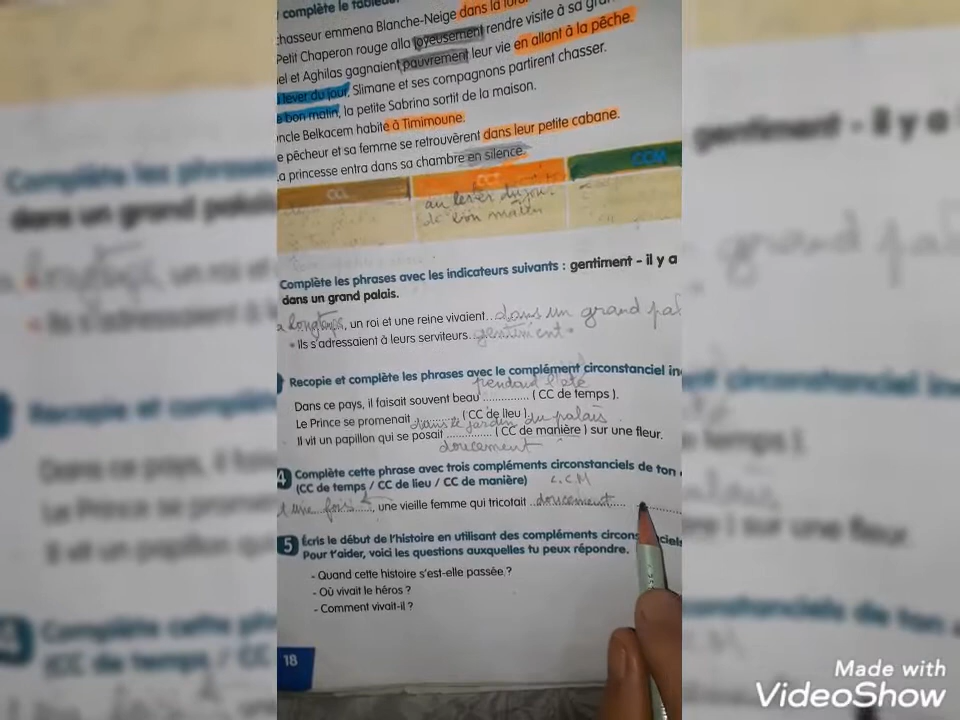 complète le tableau
chasseur emmena Blanche-Neige dans la
Petit Chaperon rouge alla joyeusement rendre visite à sa
el et Aghilas gagnaient pauvrement leur vie en allant à la pêche.
lever du jour, Slimane et ses compagnons partirent chasser.
bon matin, la petite Sabrina sortit de la maison.
ncle Belkacem habite à Timimoune.
e pêcheur et sa femme se retrouvèrent dans leur petite cabane.
La princesse entra dans sa chambre en silence.
CCL CCT CCM
au lever du jour
de bon matin
Complète les phrases avec les indicateurs suivants : gentiment - il y a
dans un grand palais.
a longtemps, un roi et une reine vivaient dans un grand pal
• Ils s'adressaient à leurs serviteurs gentiment.
Recopie et complète les phrases avec le complément circonstanciel in
pendant l'été
Dans ce pays, il faisait souvent beau ............... ( CC de temps ).
Le Prince se promenait ............... ( CC de lieu ).
dans le jardin du palais
Il vit un papillon qui se posait ............... ( CC de manière ) sur une fleur.
doucement
4 Complète cette phrase avec trois compléments circonstanciels de ton
(CC de temps / CC de lieu / CC de manière) C.C.M
une fois, une vieille femme qui tricotait doucement
5 Écris le début de l'histoire en utilisant des compléments
Pour t'aider, voici les questions auxquelles tu peux répondre.
- Quand cette histoire s'est-elle passée ?
- Où vivait le héros ?
- Comment vivait-il ?
18
Made with
VideoShow